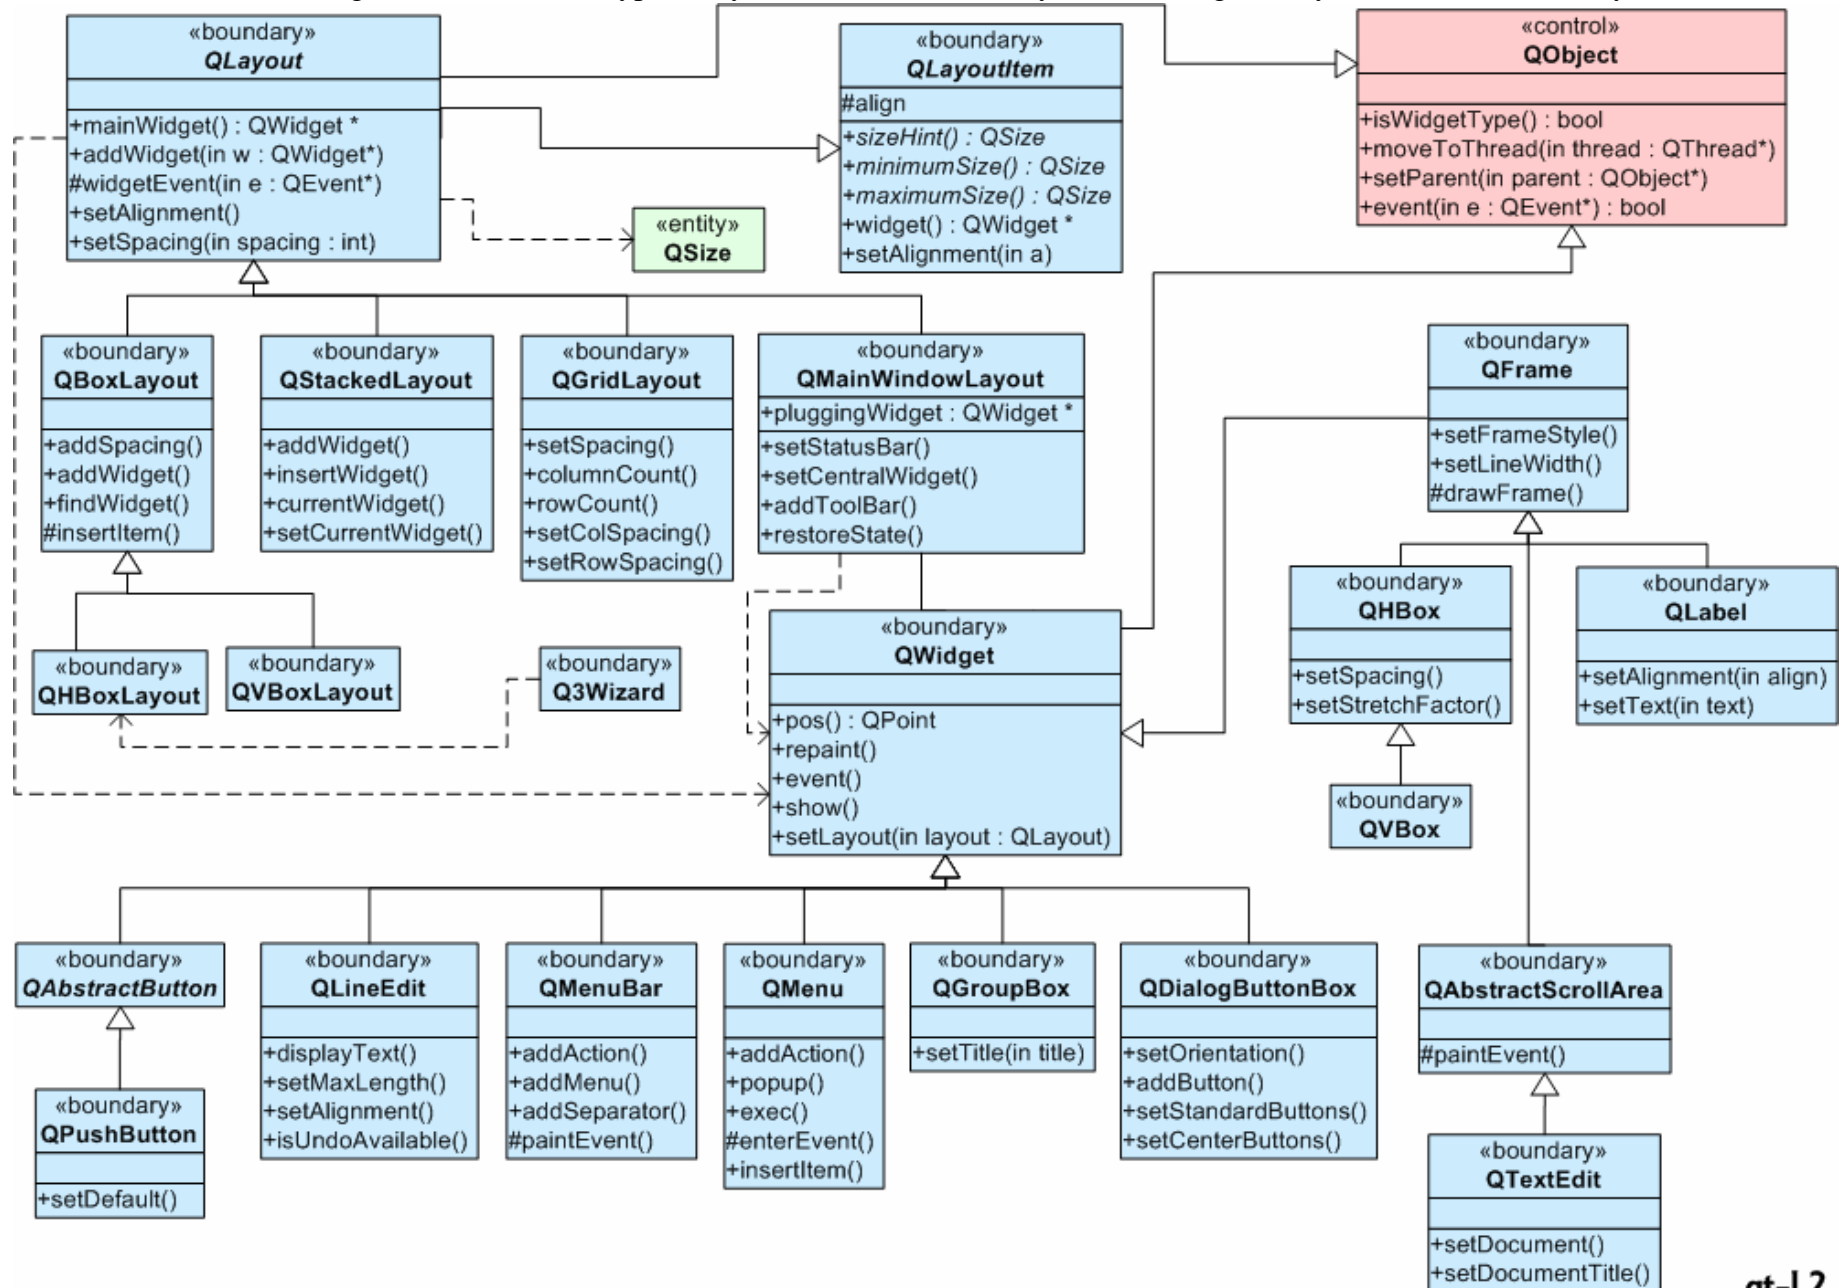 «boundary»
QLayout
+mainWidget() : QWidget *
+addWidget(in w : QWidget*)
#widgetEvent(in e : QEvent*)
+setAlignment()
+setSpacing(in spacing : int)
«boundary»
QLayoutItem
#align
+sizeHint() : QSize
+minimumSize() : QSize
+maximumSize() : QSize
+widget() : QWidget *
+setAlignment(in a)
«control»
QObject
+isWidgetType() : bool
+moveToThread(in thread : QThread*)
+setParent(in parent : QObject*)
+event(in e : QEvent*) : bool
«entity»
QSize
«boundary»
QBoxLayout
+addSpacing()
+addWidget()
+findWidget()
#insertItem()
«boundary»
QStackedLayout
+addWidget()
+insertWidget()
+currentWidget()
+setCurrentWidget()
«boundary»
QGridLayout
+setSpacing()
+columnCount()
+rowCount()
+setColSpacing()
+setRowSpacing()
«boundary»
QMainWindowLayout
+pluggingWidget : QWidget *
+setStatusBar()
+setCentralWidget()
+addToolBar()
+restoreState()
«boundary»
QFrame
+setFrameStyle()
+setLineWidth()
#drawFrame()
«boundary»
QHBoxLayout
«boundary»
QVBoxLayout
«boundary»
Q3Wizard
«boundary»
QWidget
+pos() : QPoint
+repaint()
+event()
+show()
+setLayout(in layout : QLayout)
«boundary»
QHBox
+setSpacing()
+setStretchFactor()
«boundary»
QLabel
+setAlignment(in align)
+setText(in text)
«boundary»
QVBox
«boundary»
QAbstractButton
«boundary»
QLineEdit
+displayText()
+setMaxLength()
+setAlignment()
+isUndoAvailable()
«boundary»
QMenuBar
+addAction()
+addMenu()
+addSeparator()
#paintEvent()
«boundary»
QMenu
+addAction()
+popup()
+exec()
#enterEvent()
+insertItem()
«boundary»
QGroupBox
+setTitle(in title)
«boundary»
QDialogButtonBox
+setOrientation()
+addButton()
+setStandardButtons()
+setCenterButtons()
«boundary»
QAbstractScrollArea
#paintEvent()
«boundary»
QPushButton
+setDefault()
«boundary»
QTextEdit
+setDocument()
+setDocumentTitle()